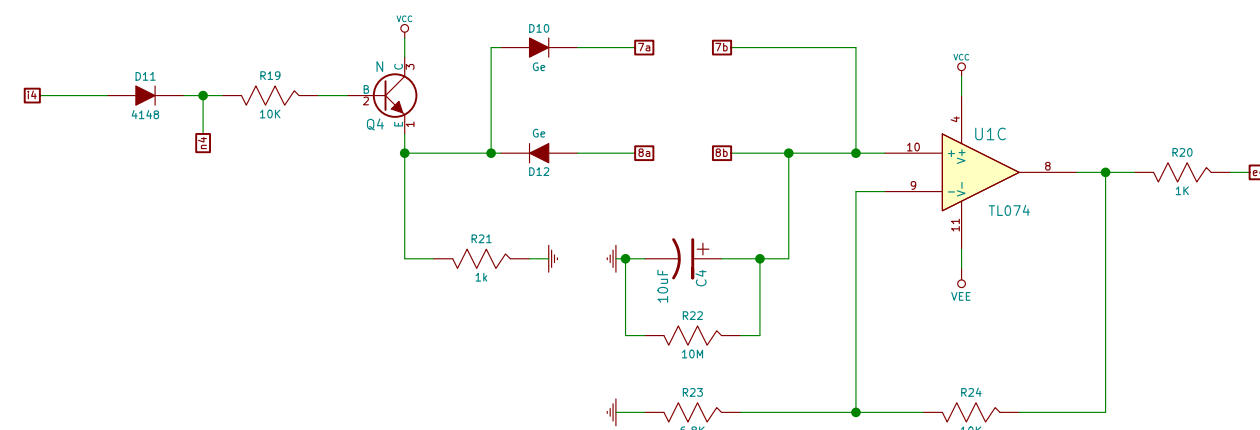 VCC
D10
7a
7b
Ge
VCC
D11
R19
N
C
3
i4
B
2
4148
10K
Q4
E
1
4
U1C
n4
Ge
8a
8b
10
+
V+
R20
D12
9
-
V-
8
1K
TL074
11
R21
1k
+
10uF
C4
VEE
R22
10M
R23
R24